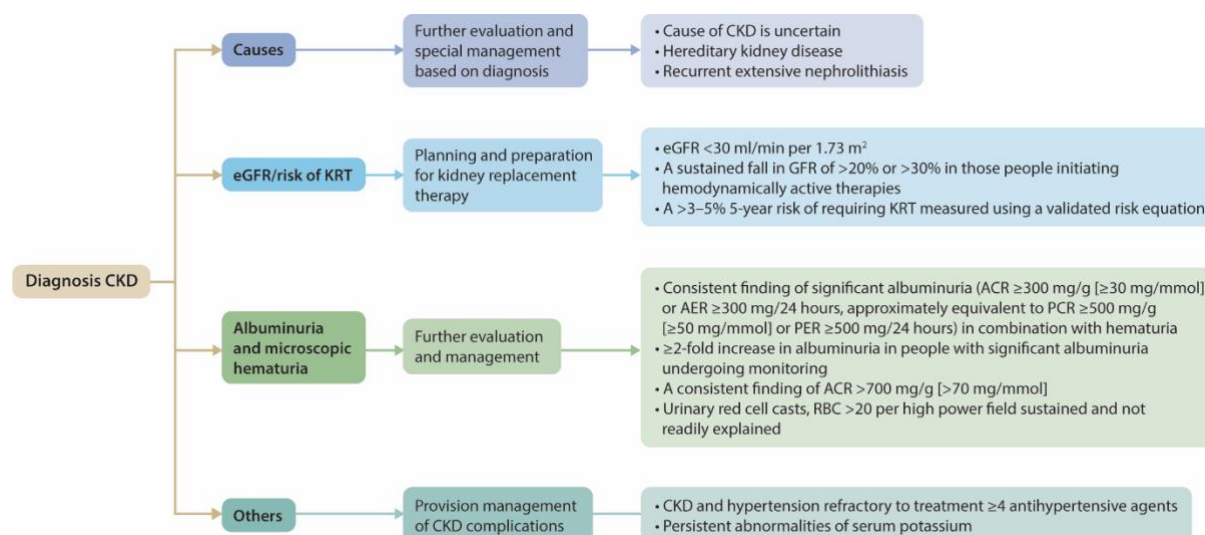 Causes
Further evaluation and
special management
based on diagnosis
• Cause of CKD is uncertain
• Hereditary kidney disease
• Recurrent extensive nephrolithiasis
eGFR/risk of KRT
Planning and preparation
for kidney replacement
therapy
• eGFR <30 ml/min per 1.73 m²
• A sustained fall in GFR of >20% or >30% in those people initiating
hemodynamically active therapies
• A >3–5% 5-year risk of requiring KRT measured using a validated risk equation
Diagnosis CKD
Albuminuria
and microscopic
hematuria
Further evaluation
and management
• Consistent finding of significant albuminuria (ACR ≥300 mg/g [≥30 mg/mmol]
or AER ≥300 mg/24 hours, approximately equivalent to PCR ≥500 mg/g
[≥50 mg/mmol] or PER ≥500 mg/24 hours) in combination with hematuria
• ≥2-fold increase in albuminuria in people with significant albuminuria
undergoing monitoring
• A consistent finding of ACR >700 mg/g [>70 mg/mmol]
• Urinary red cell casts, RBC >20 per high power field sustained and not
readily explained
Others
Provision management
of CKD complications
• CKD and hypertension refractory to treatment ≥4 antihypertensive agents
• Persistent abnormalities of serum potassium